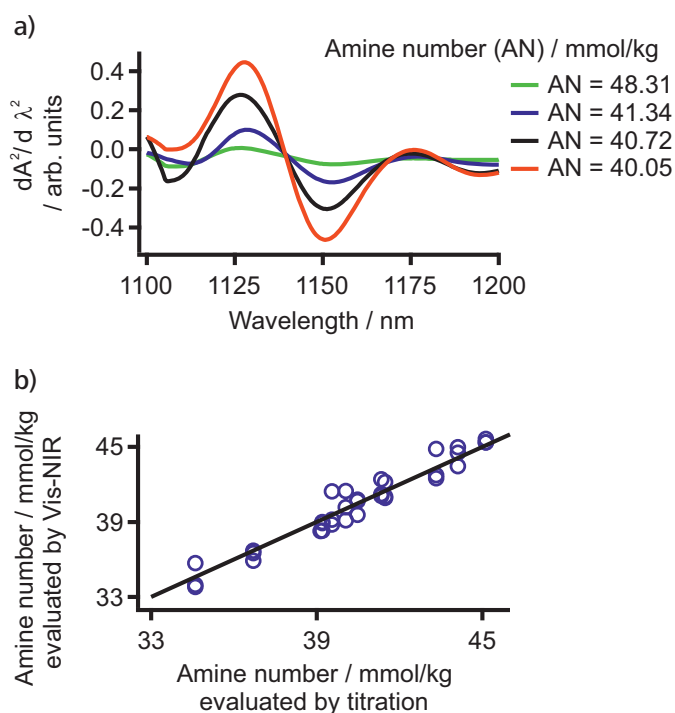 a)
Amine number (AN) / mmol/kg
AN = 48.31
AN = 41.34
AN = 40.72
AN = 40.05
dA²/ d λ²
/ arb. units
0.4
0.2
0.0
-0.2
-0.4
1100 1125 1150 1175 1200
Wavelength / nm
b)
Amine number / mmol/kg
evaluated by Vis-NIR
45
39
33
33 39 45
Amine number / mmol/kg
evaluated by titration